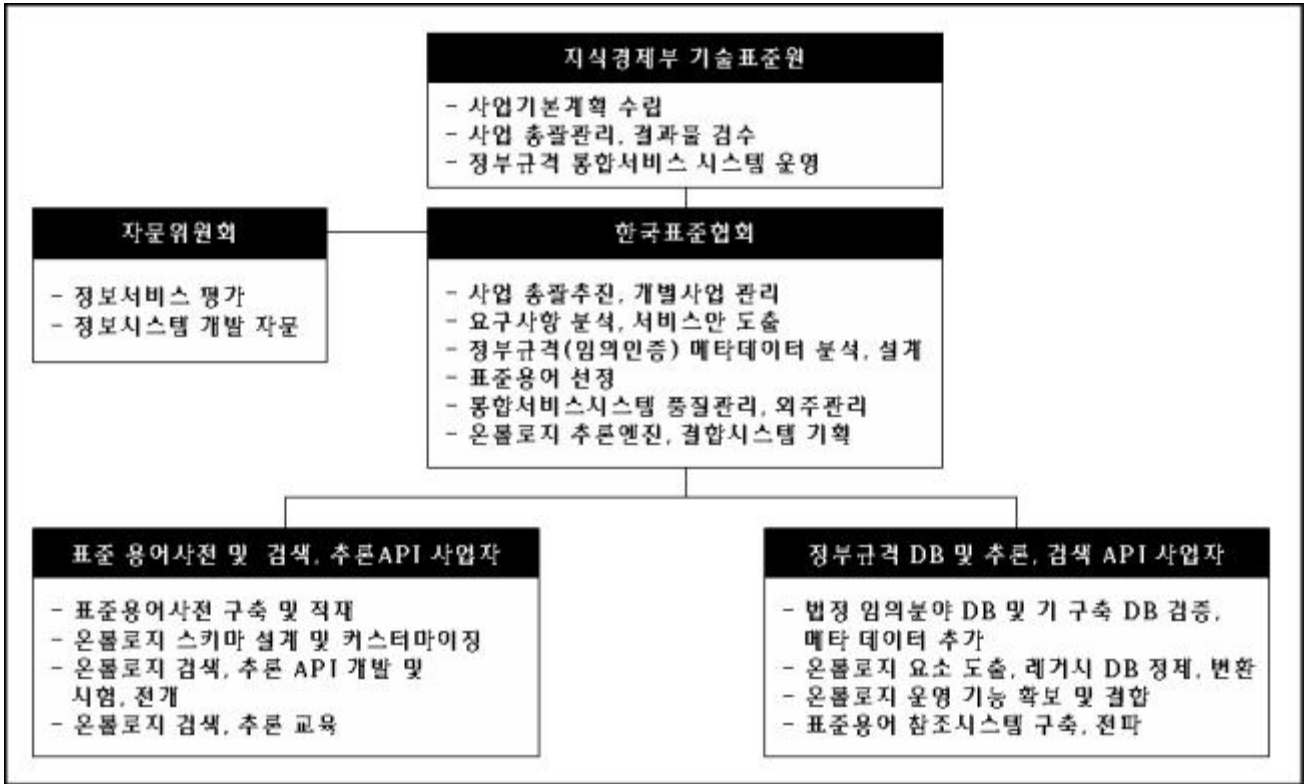 지식경제부 기술표준원
- 사업기본계획 수립
- 사업 총괄관리, 결과물 검수
- 정부규격 통합서비스 시스템 운영
자문위원회
- 정보서비스 평가
- 정보시스템 개발 자문
한국표준협회
- 사업 총괄추진, 개별사업 관리
- 요구사항 분석, 서비스안 도출
- 정부규격(임의인증) 메타데이터 분석, 설계
- 표준용어 선정
- 통합서비스시스템 품질관리, 외주관리
- 온톨로지 추론엔진, 결합시스템 기획
표준 용어사전 및 검색, 추론API 사업자
- 표준용어사전 구축 및 적재
- 온톨로지 스키마 설계 및 커스터마이징
- 온톨로지 검색, 추론 API 개발 및
시험, 전개
- 온톨로지 검색, 추론 교육
정부규격 DB 및 추론, 검색 API 사업자
- 법정 임의분야 DB 및 기 구축 DB 검증,
메타 데이터 추가
- 온톨로지 요소 도출, 레거시 DB 정제, 변환
- 온톨로지 운영 기능 확보 및 결합
- 표준용어 참조시스템 구축, 전파